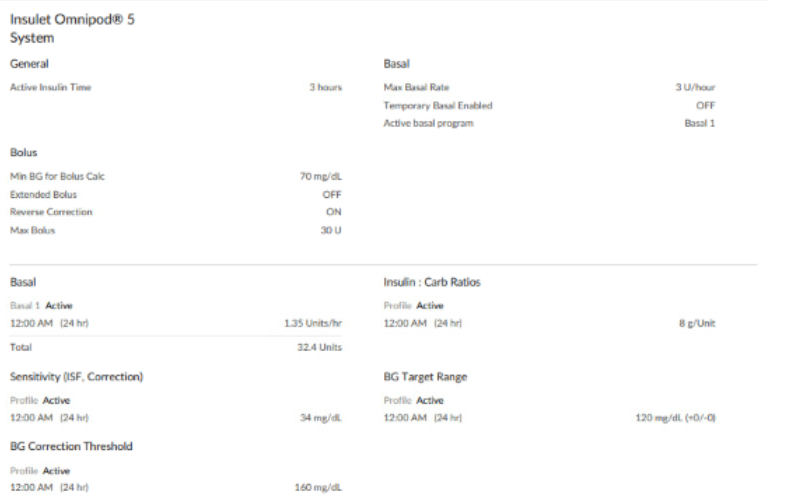 Insulet Omnipod® 5
System
General
Active Insulin Time 3 hours
Basal
Max Basal Rate 3 U/hour
Temporary Basal Enabled OFF
Active basal program Basal 1
Bolus
Min BG for Bolus Calc 70 mg/dL
Extended Bolus OFF
Reverse Correction ON
Max Bolus 30 U
Basal
Basal 1 Active
12:00 AM (24 hr) 1.35 Units/hr
Total 32.4 Units
Insulin : Carb Ratios
Profile Active
12:00 AM (24 hr) 8 g/Unit
Sensitivity (ISF, Correction)
Profile Active
12:00 AM (24 hr) 34 mg/dL
BG Target Range
Profile Active
12:00 AM (24 hr) 120 mg/dL (+0/-0)
BG Correction Threshold
Profile Active
12:00 AM (24 hr) 160 mg/dL